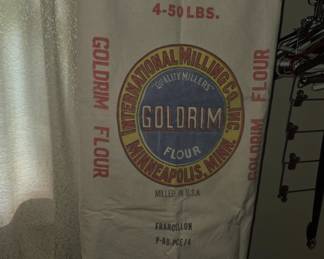 4-50 LBS.
GOLDRIM FLOUR
INTERNATIONAL MILLING CO. INC.
"QUALITY MILLERS"
GOLDRIM
FLOUR
MINNEAPOLIS, MINN.
GOLDRIM FLOUR
MILLED IN U.S.A
FRANCILLON